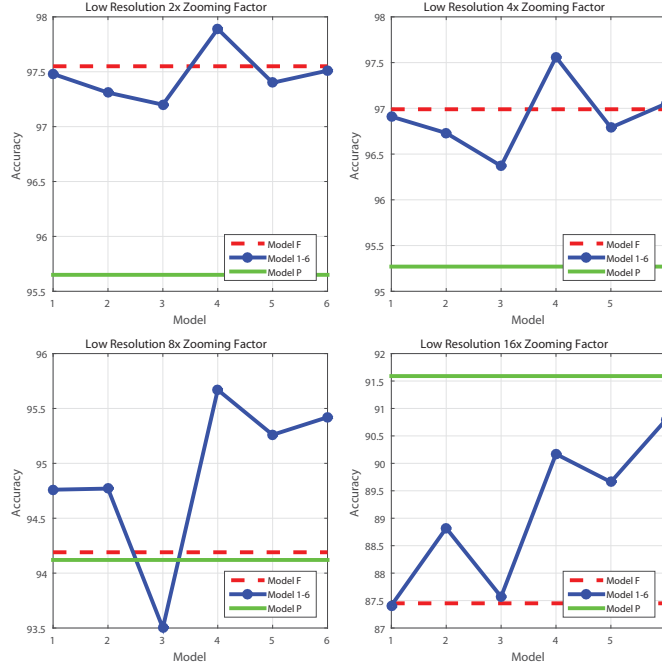 Low Resolution 2x Zooming Factor
98
97.5
97
96.5
96
95.5
Accuracy
1 2 3 4 5 6
Model
Model F
Model 1-6
Model P
Low Resolution 4x Zooming Factor
98
97.5
97
96.5
96
95.5
95
Accuracy
1 2 3 4 5
Model
Model F
Model 1-6
Model P
Low Resolution 8x Zooming Factor
96
95.5
95
94.5
94
93.5
Accuracy
1 2 3 4 5 6
Model
Model F
Model 1-6
Model P
Low Resolution 16x Zooming Factor
92
91.5
91
90.5
90
89.5
89
88.5
88
87.5
87
Accuracy
1 2 3 4 5
Model
Model F
Model 1-6
Model P